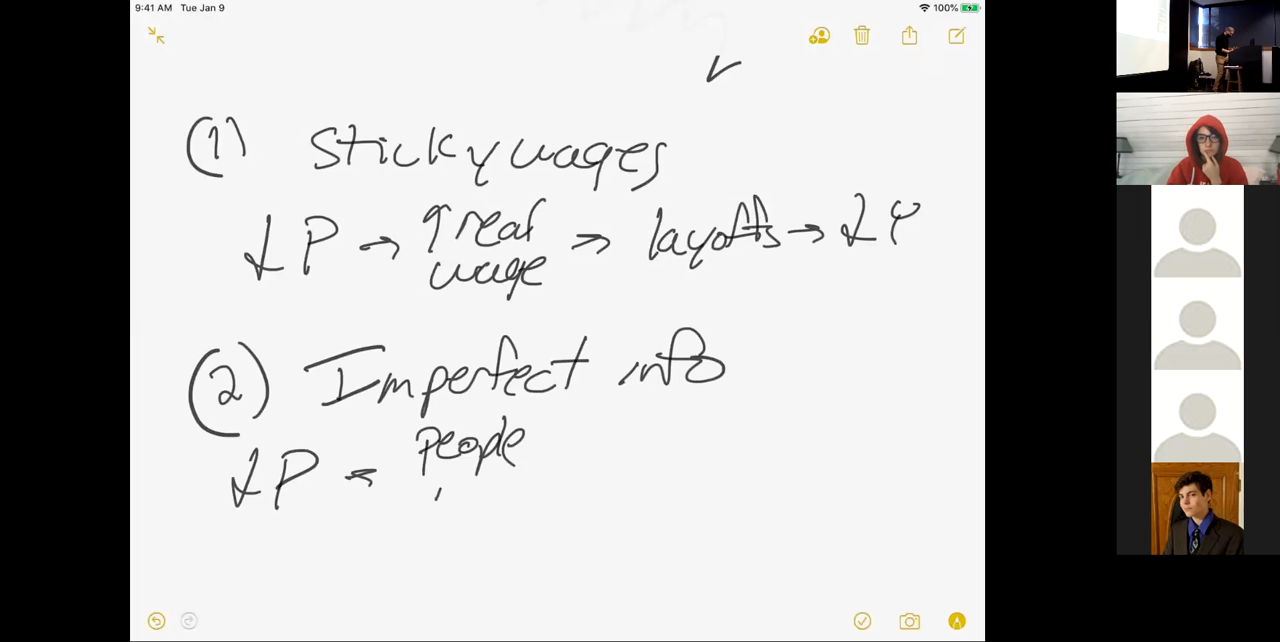 9:41 AM Tue Jan 9
100%
(1) Sticky wages
↓ P → ↑ real wage → layoffs → ↓ Y
(2) Imperfect info
↓ P → people